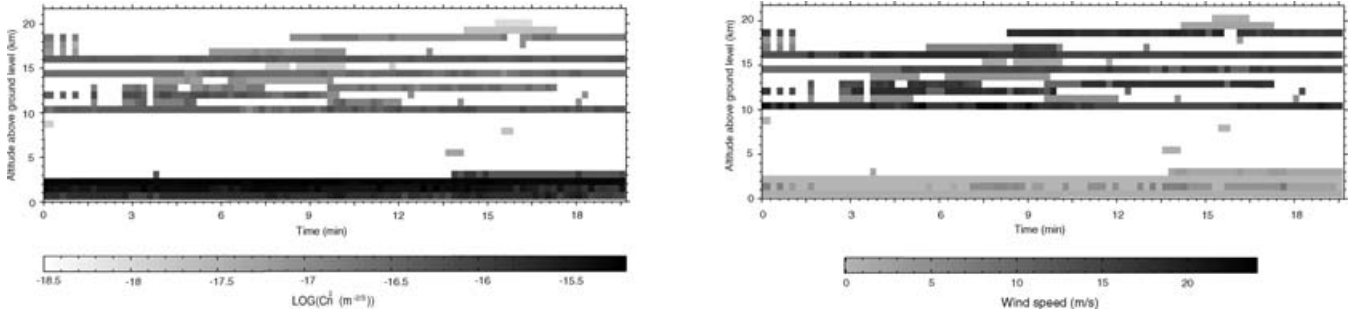 Altitude above ground level (km)
20
15
10
5
0
0 3 6 9 12 15 18
Time (min)
-18.5 -18 -17.5 -17 -16.5 -16 -15.5
LOG(Cn² (m⁻²ᐟ³))
Altitude above ground level (km)
20
15
10
5
0
0 3 6 9 12 15 18
Time (min)
0 5 10 15 20
Wind speed (m/s)